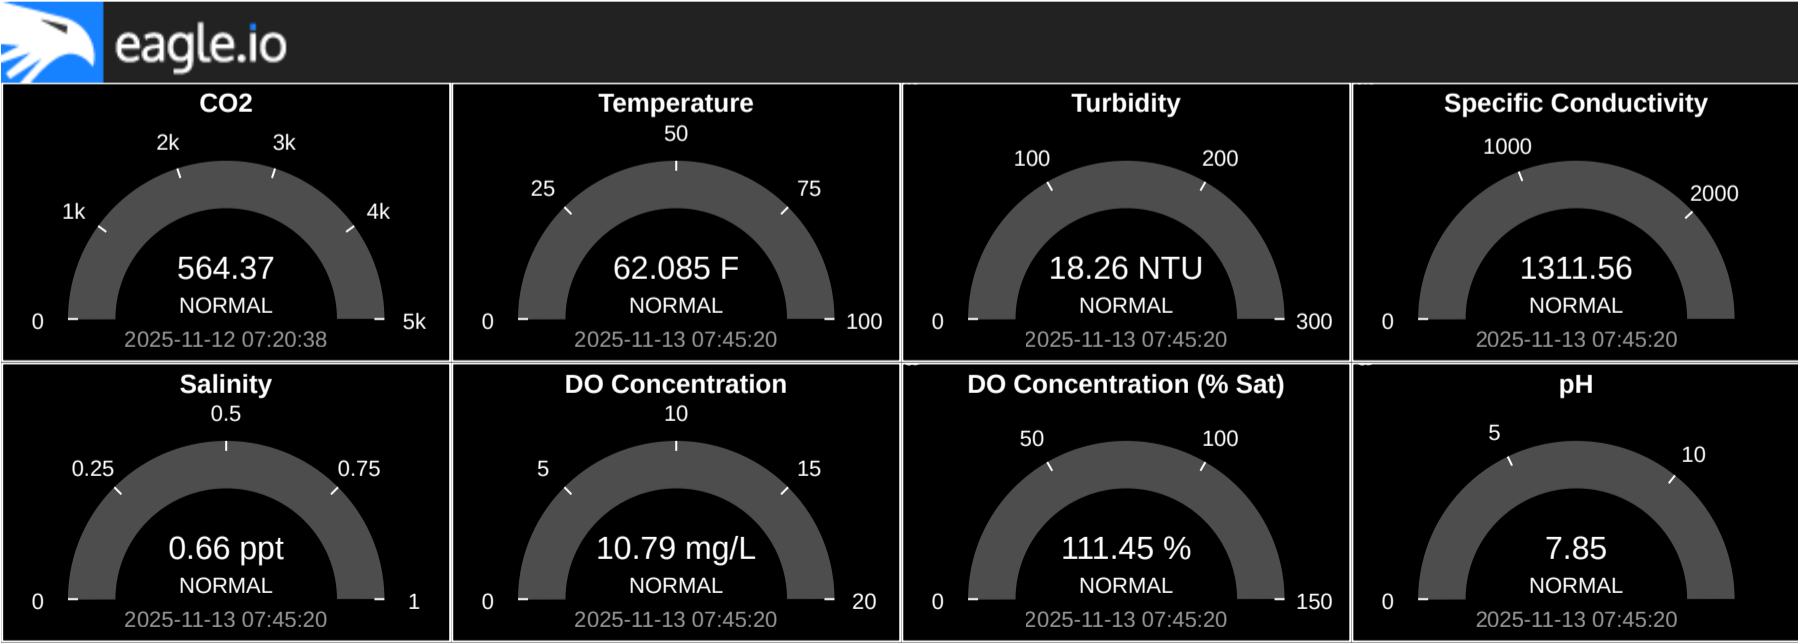 eagle.io
CO2
2k
3k
1k
4k
564.37
NORMAL
0
5k
2025-11-12 07:20:38
Temperature
50
25
75
62.085 F
NORMAL
0
100
2025-11-13 07:45:20
Turbidity
100
200
18.26 NTU
NORMAL
0
300
2025-11-13 07:45:20
Specific Conductivity
1000
2000
1311.56
NORMAL
0
2025-11-13 07:45:20
Salinity
0.5
0.25
0.75
0.66 ppt
NORMAL
0
1
2025-11-13 07:45:20
DO Concentration
10
5
15
10.79 mg/L
NORMAL
0
20
2025-11-13 07:45:20
DO Concentration (% Sat)
50
100
111.45 %
NORMAL
0
150
2025-11-13 07:45:20
pH
5
10
7.85
NORMAL
0
2025-11-13 07:45:20